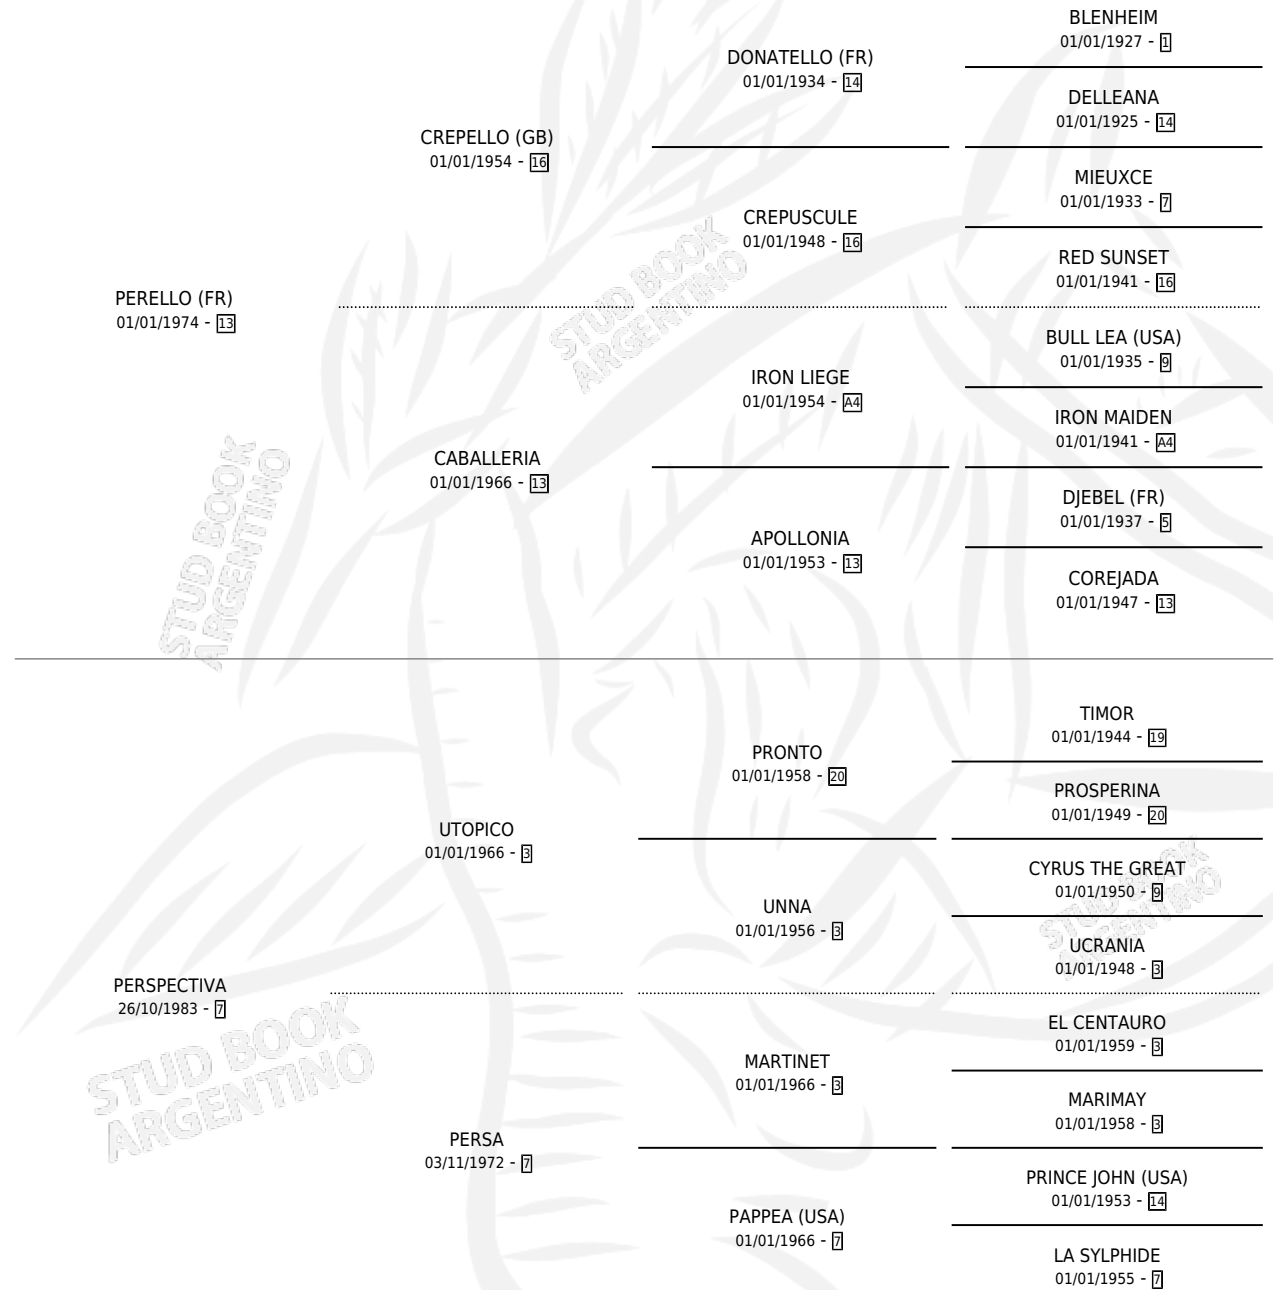 BLENHEIM
01/01/1927 - 1
DONATELLO (FR)
01/01/1934 - 14
DELLEANA
01/01/1925 - 14
CREPELLO (GB)
01/01/1954 - 16
MIEUXCE
01/01/1933 - 7
CREPUSCULE
01/01/1948 - 16
RED SUNSET
01/01/1941 - 16
PERELLO (FR)
01/01/1974 - 13
BULL LEA (USA)
01/01/1935 - 9
IRON LIEGE
01/01/1954 - A4
IRON MAIDEN
01/01/1941 - A4
CABALLERIA
01/01/1966 - 13
DJEBEL (FR)
01/01/1937 - 5
APOLLONIA
01/01/1953 - 13
COREJADA
01/01/1947 - 13
STUD BOOK
ARGENTINO
STUD BOOK
ARGENTINO
TIMOR
01/01/1944 - 19
PRONTO
01/01/1958 - 20
PROSPERINA
01/01/1949 - 20
UTOPICO
01/01/1966 - 3
CYRUS THE GREAT
01/01/1950 - 9
UNNA
01/01/1956 - 3
UCRANIA
01/01/1948 - 3
PERSPECTIVA
26/10/1983 - 7
EL CENTAURO
01/01/1959 - 3
MARTINET
01/01/1966 - 3
MARIMAY
01/01/1958 - 3
PERSA
03/11/1972 - 7
PRINCE JOHN (USA)
01/01/1953 - 14
PAPPEA (USA)
01/01/1966 - 7
LA SYLPHIDE
01/01/1955 - 7
STUD BOOK
ARGENTINO
STUD BOOK
ARGENTINO